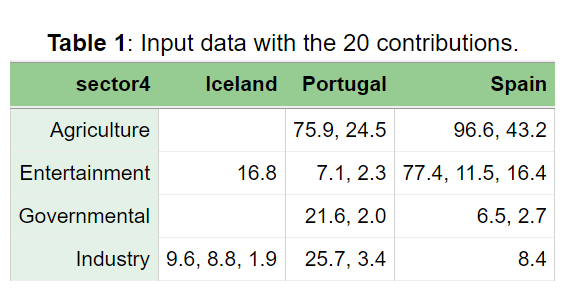 Table 1: Input data with the 20 contributions.
sector4 Iceland Portugal Spain
Agriculture 75.9, 24.5 96.6, 43.2
Entertainment 16.8 7.1, 2.3 77.4, 11.5, 16.4
Governmental 21.6, 2.0 6.5, 2.7
Industry 9.6, 8.8, 1.9 25.7, 3.4 8.4